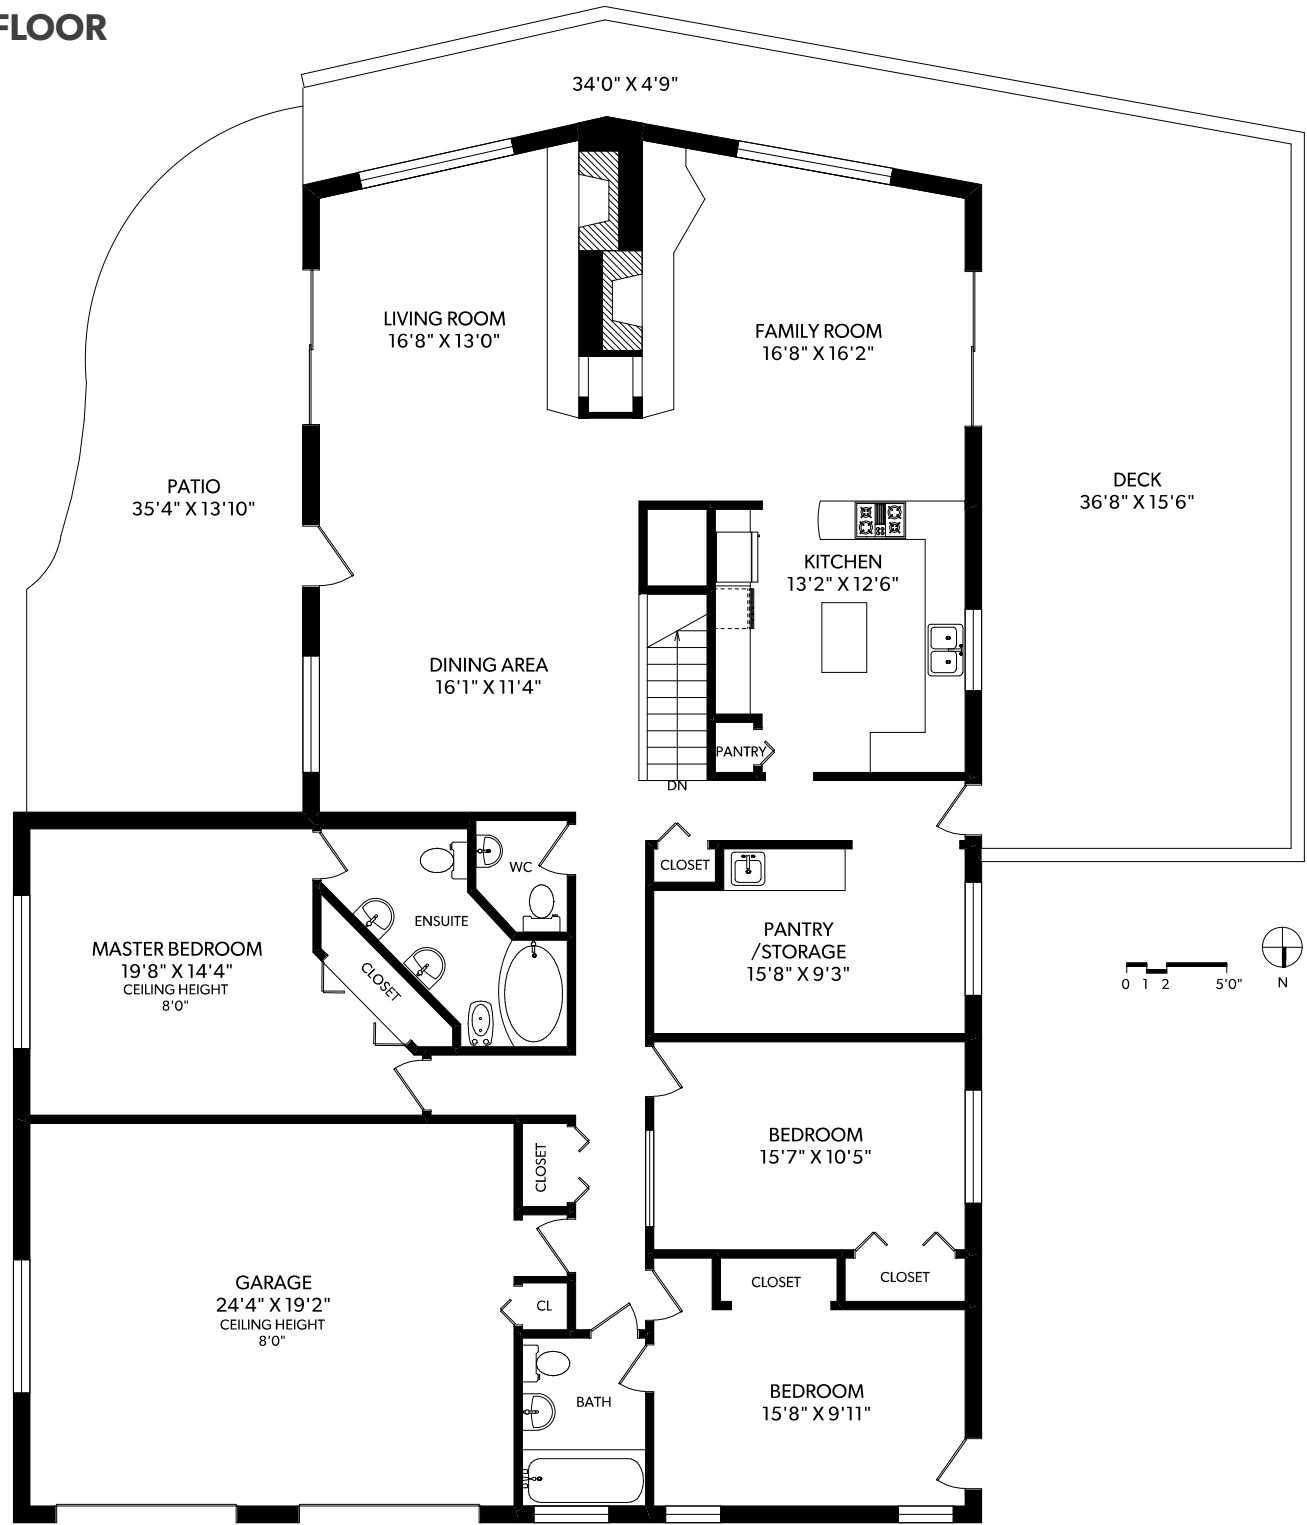 FLOOR
34'0" X 4'9"
LIVING ROOM
16'8" X 13'0"
FAMILY ROOM
16'8" X 16'2"
PATIO
35'4" X 13'10"
DECK
36'8" X 15'6"
KITCHEN
13'2" X 12'6"
DINING AREA
16'1" X 11'4"
PANTRY
DN
CLOSET
WC
ENSUITE
MASTER BEDROOM
19'8" X 14'4"
CEILING HEIGHT
8'0"
CLOSET
PANTRY
/STORAGE
15'8" X 9'3"
0 1 2 5'0"
N
BEDROOM
15'7" X 10'5"
CLOSET
GARAGE
24'4" X 19'2"
CEILING HEIGHT
8'0"
CL
CLOSET
CLOSET
BATH
BEDROOM
15'8" X 9'11"